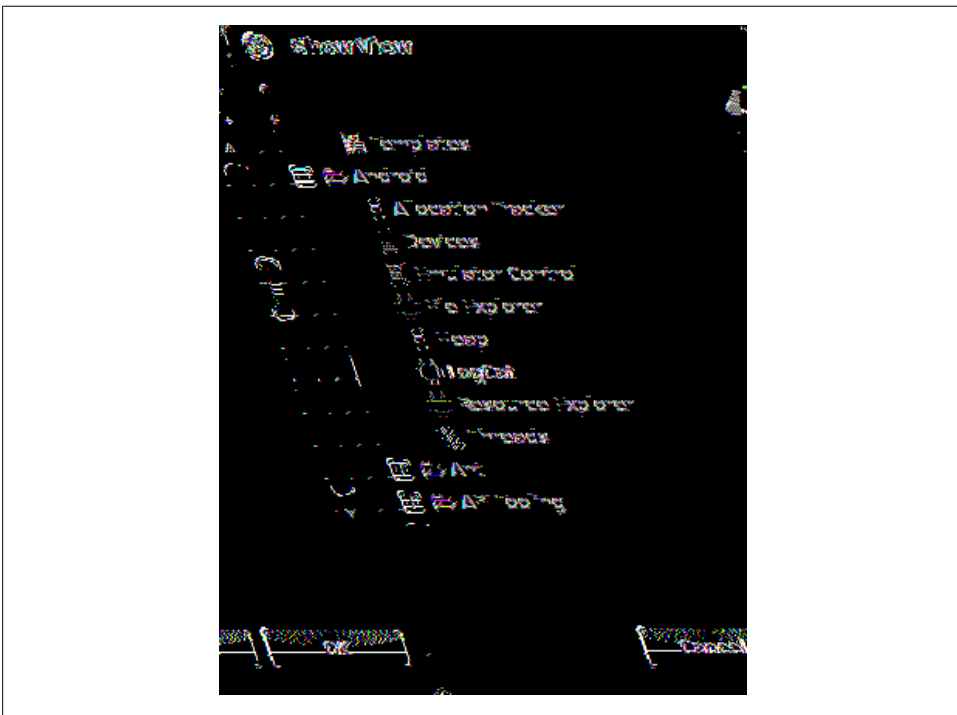 Show View
Templates
Android
Allocation Tracker
Devices
Emulator Control
File Explorer
Heap
LogCat
Resource Explorer
Threads
Ant
API Tooling
OK
Cancel